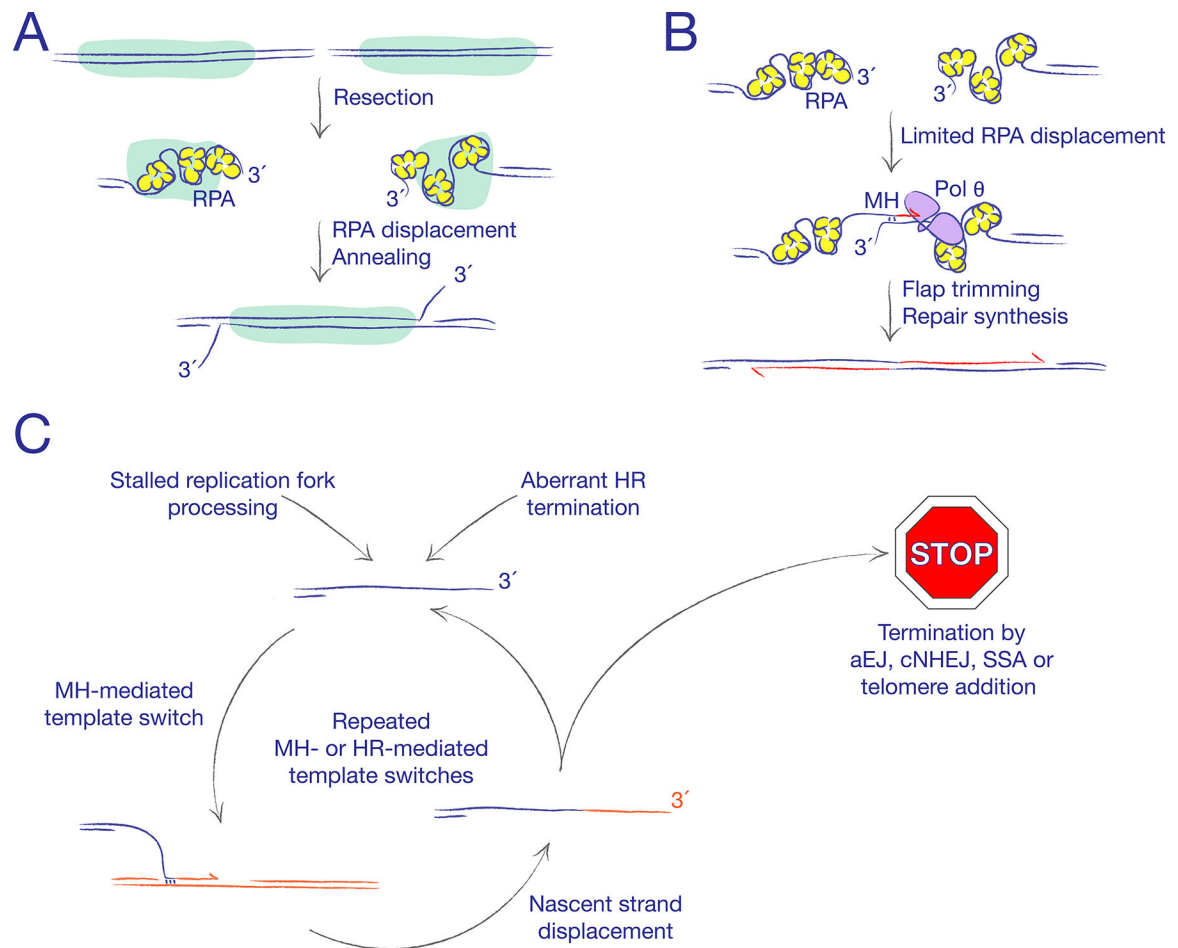 A
Resection
3´
RPA
3´
RPA displacement
Annealing
3´
3´
B
3´
RPA
3´
Limited RPA displacement
MH
Pol θ
3´
Flap trimming
Repair synthesis
C
Stalled replication fork
processing
Aberrant HR
termination
3´
STOP
Termination by
aEJ, cNHEJ, SSA or
telomere addition
MH-mediated
template switch
Repeated
MH- or HR-mediated
template switches
3´
Nascent strand
displacement